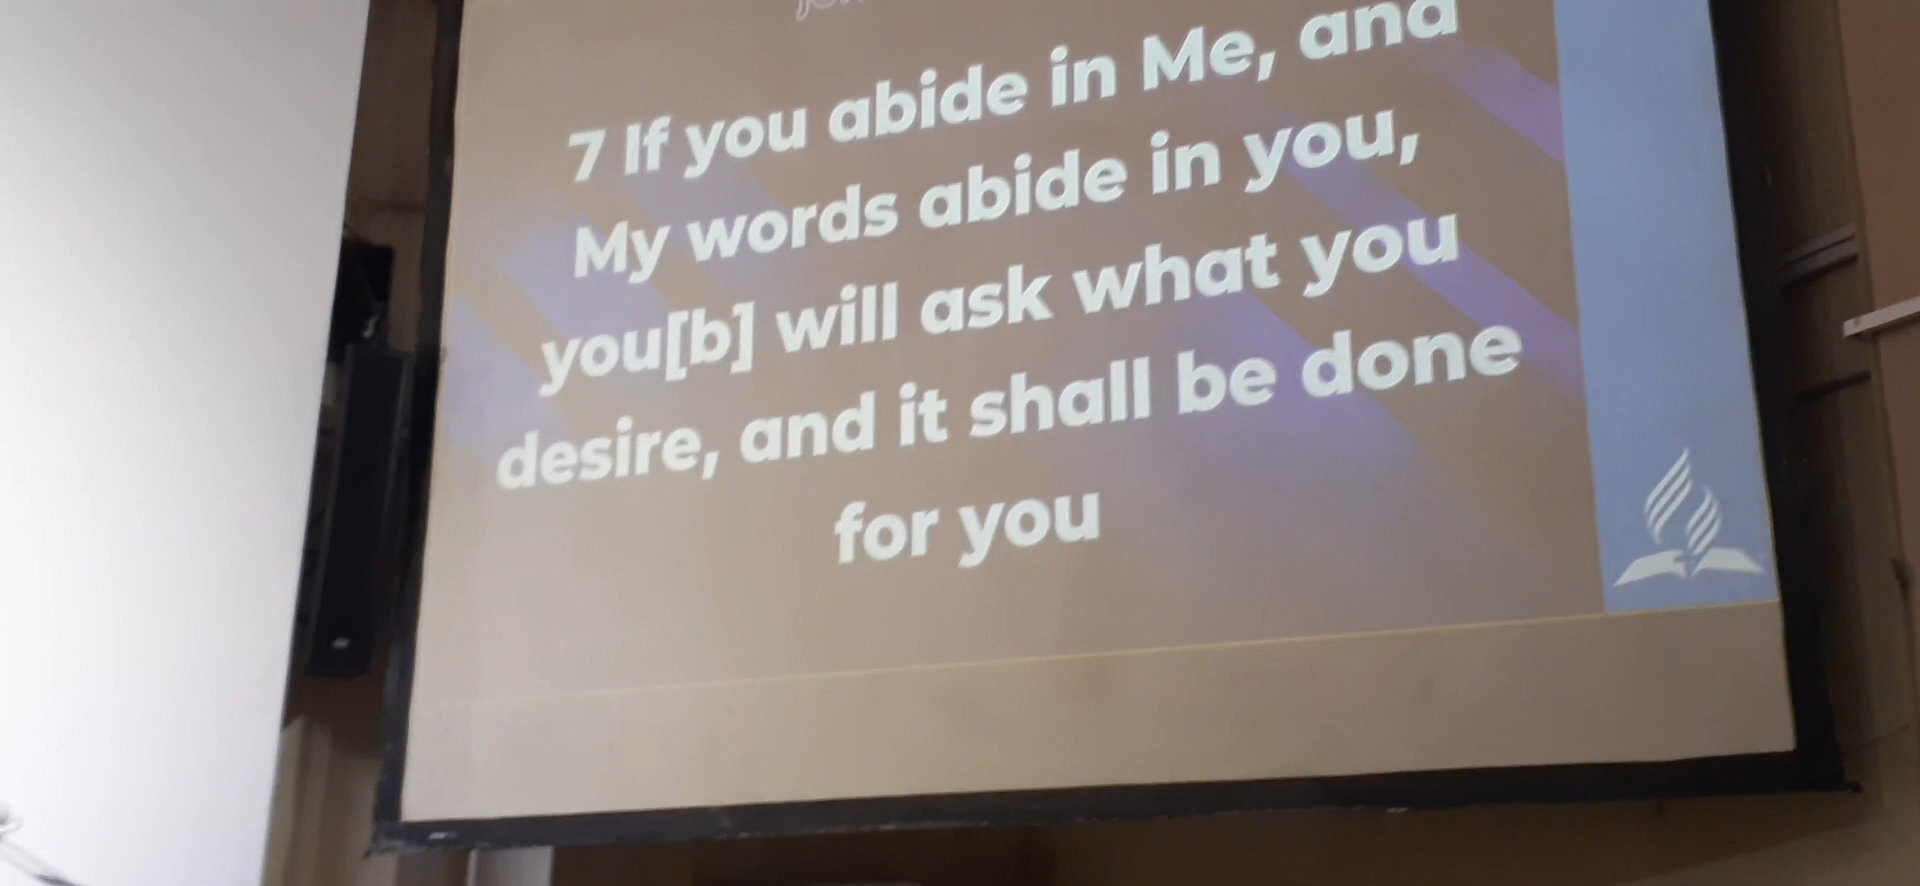 7 If you abide in Me, and
My words abide in you,
you[b] will ask what you
desire, and it shall be done
for you